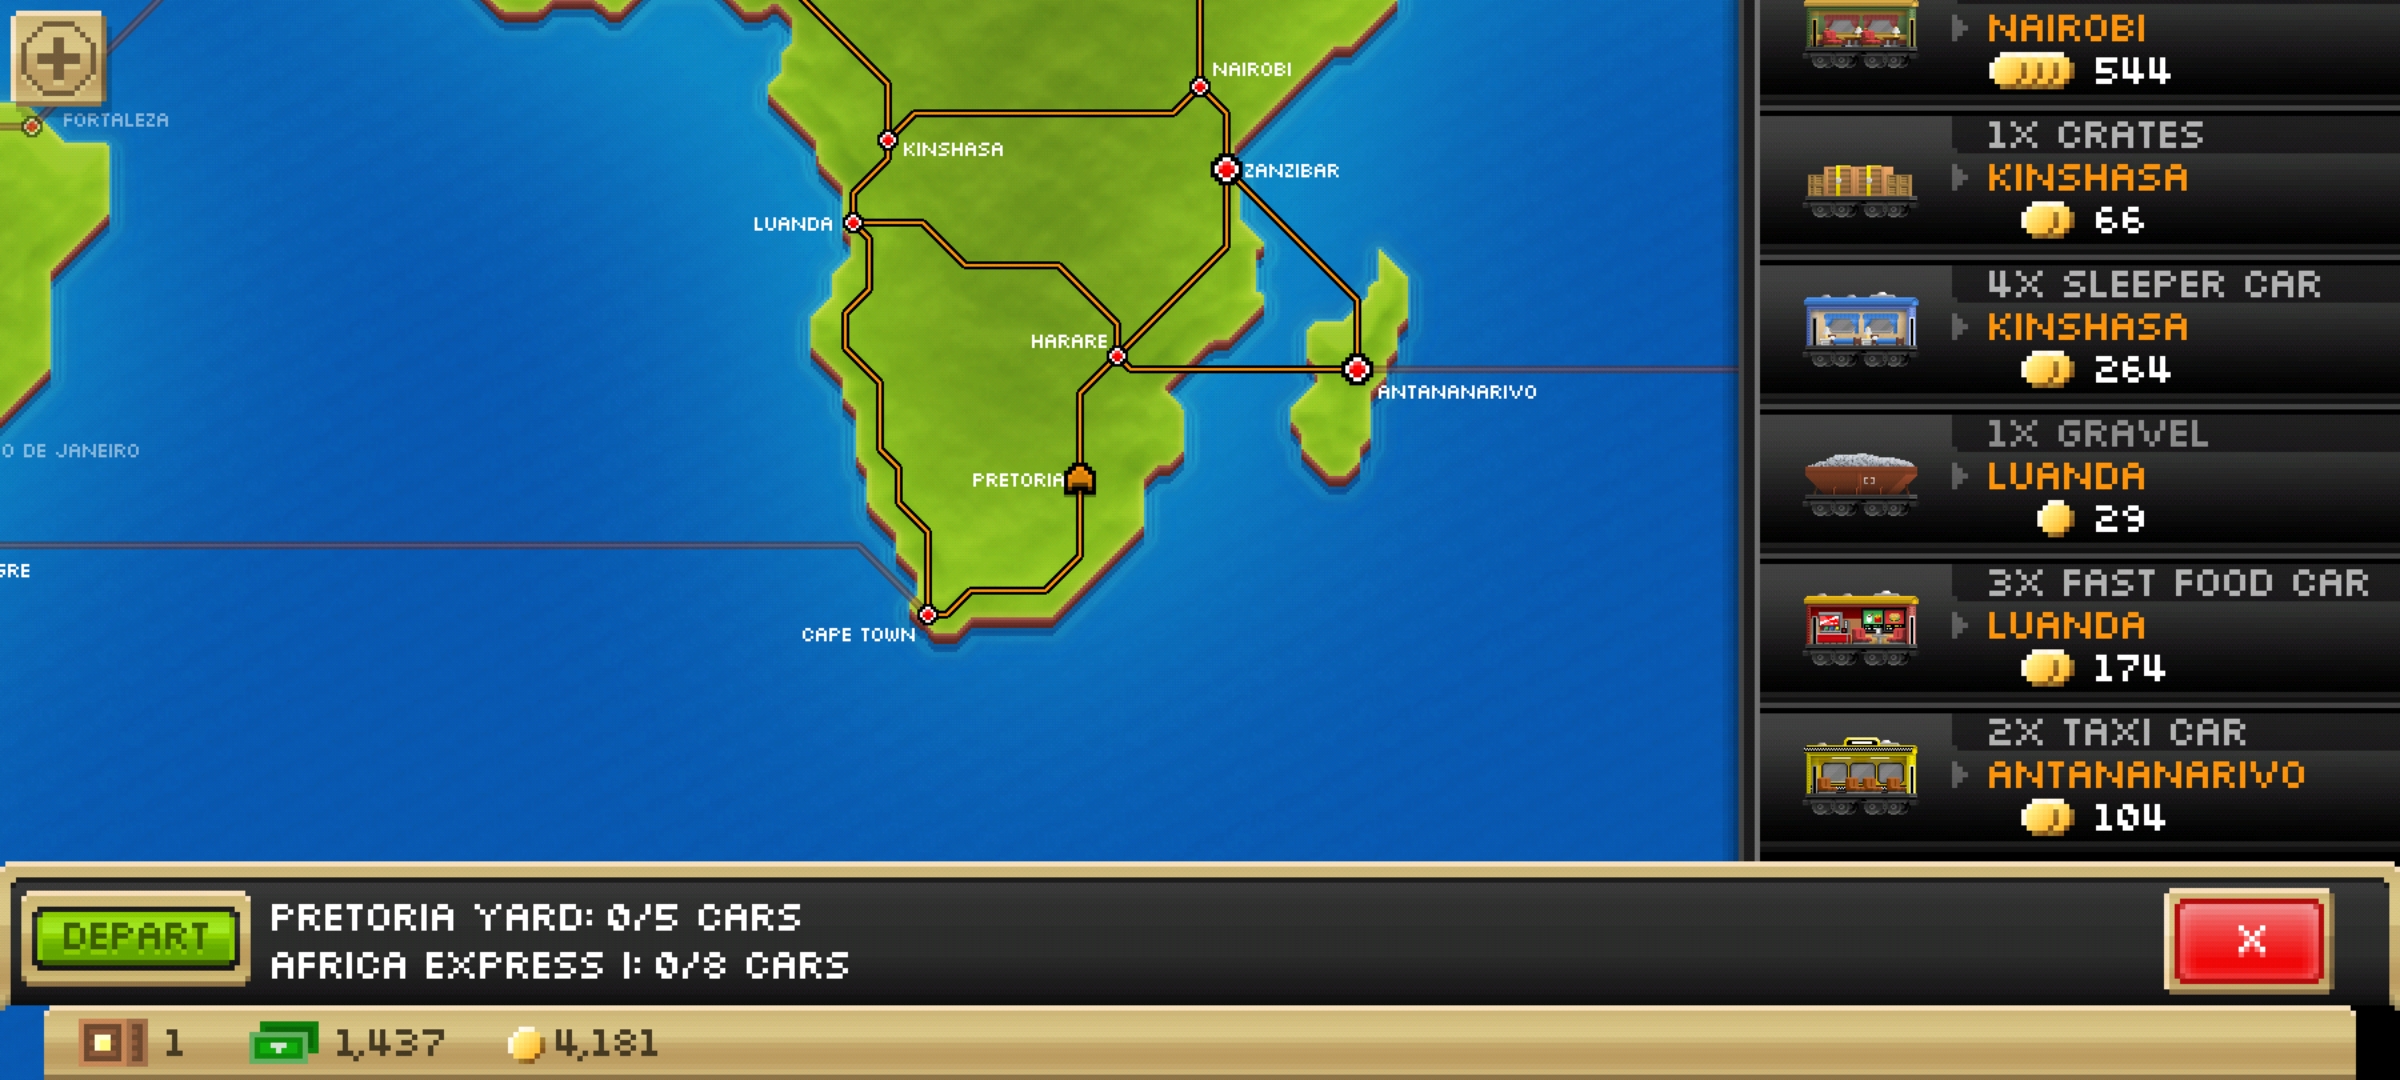 NAIROBI
544
1X CRATES
KINSHASA
66
4X SLEEPER CAR
KINSHASA
264
1X GRAVEL
LUANDA
29
3X FAST FOOD CAR
LUANDA
174
2X TAXI CAR
ANTANANARIVO
104
NAIROBI
FORTALEZA
KINSHASA
ZANZIBAR
LUANDA
HARARE
ANTANANARIVO
O DE JANEIRO
PRETORIA
GRE
CAPE TOWN
DEPART
PRETORIA YARD: 0/5 CARS
AFRICA EXPRESS I: 0/8 CARS
X
1
1,437
4,181